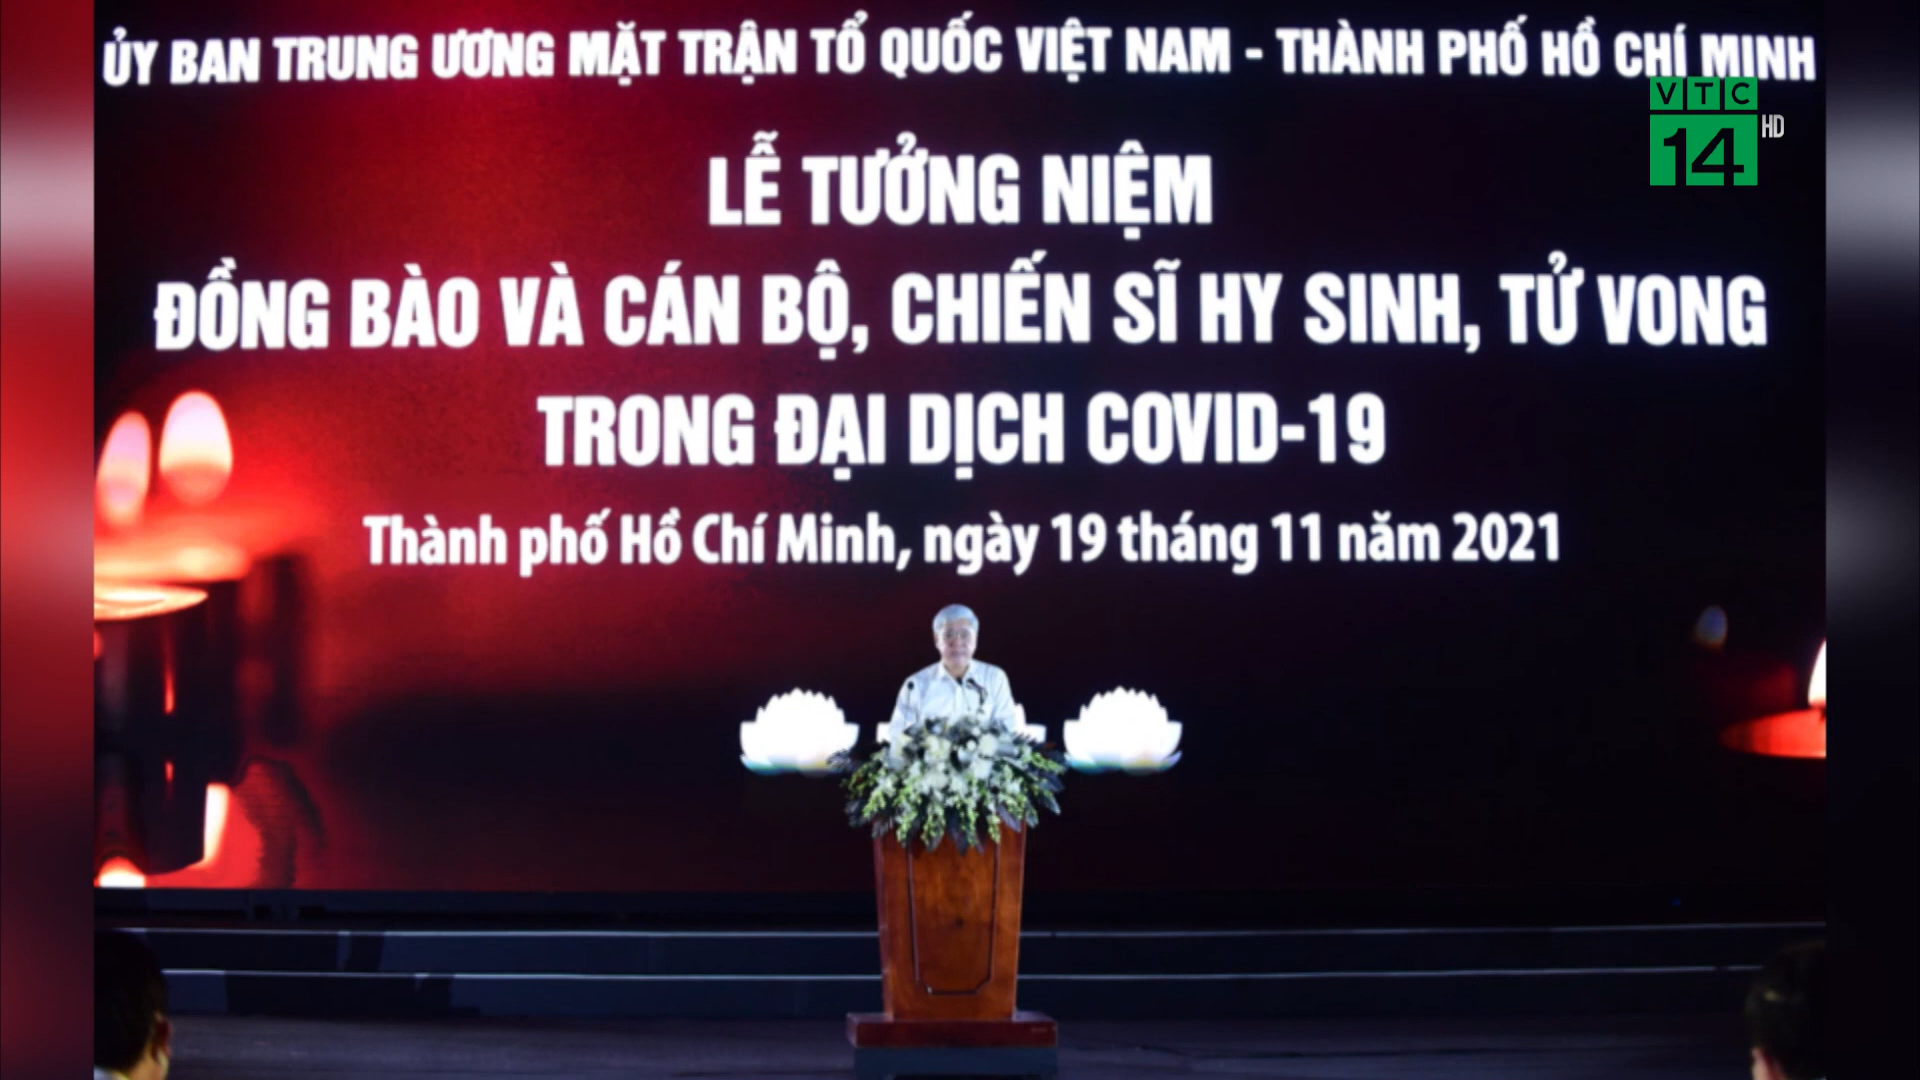 ỦY BAN TRUNG ƯƠNG MẶT TRẬN TỔ QUỐC VIỆT NAM - THÀNH PHỐ HỒ CHÍ MINH
VTC
14 HD
LỄ TƯỞNG NIỆM
ĐỒNG BÀO VÀ CÁN BỘ, CHIẾN SĨ HY SINH, TỬ VONG
TRONG ĐẠI DỊCH COVID-19
Thành phố Hồ Chí Minh, ngày 19 tháng 11 năm 2021